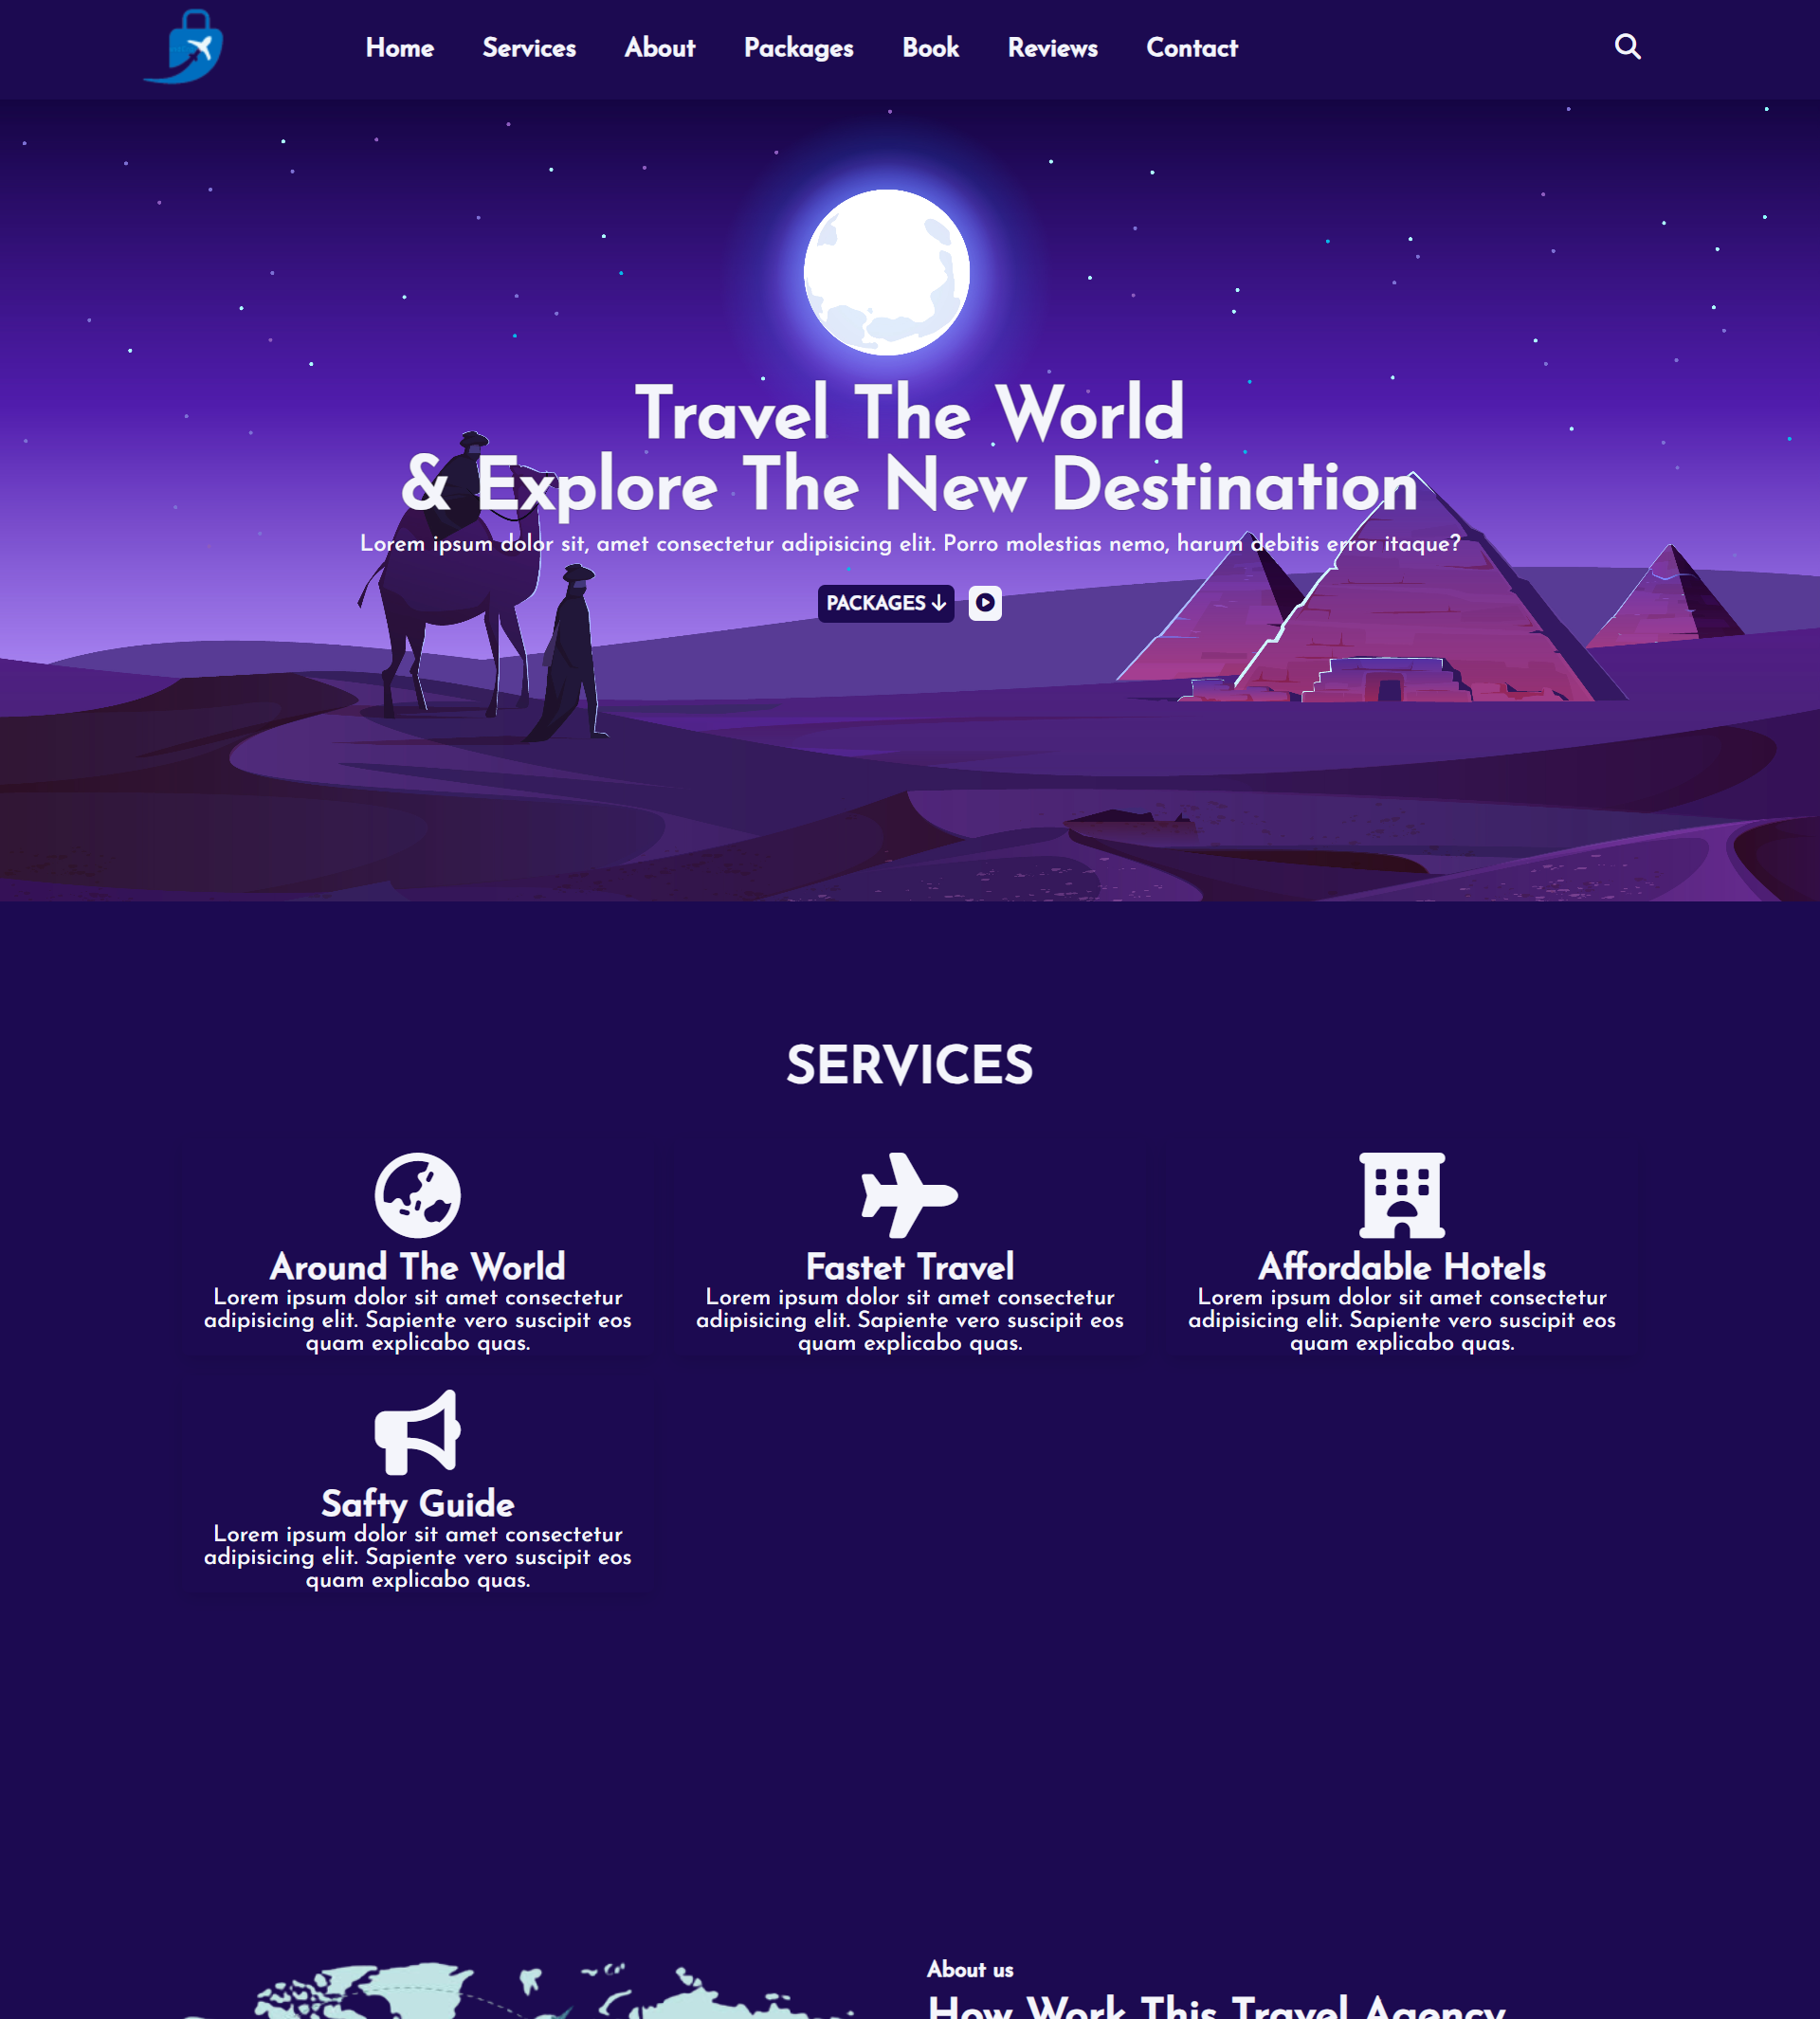 Home Services About Packages Book Reviews Contact
Travel The World
& Explore The New Destination
Lorem ipsum dolor sit, amet consectetur adipisicing elit. Porro molestias nemo, harum debitis error itaque?
PACKAGES
SERVICES
Around The World
Lorem ipsum dolor sit amet consectetur
adipisicing elit. Sapiente vero suscipit eos
quam explicabo quas.
Fastet Travel
Lorem ipsum dolor sit amet consectetur
adipisicing elit. Sapiente vero suscipit eos
quam explicabo quas.
Affordable Hotels
Lorem ipsum dolor sit amet consectetur
adipisicing elit. Sapiente vero suscipit eos
quam explicabo quas.
Safty Guide
Lorem ipsum dolor sit amet consectetur
adipisicing elit. Sapiente vero suscipit eos
quam explicabo quas.
About us
How Work This Travel Agency